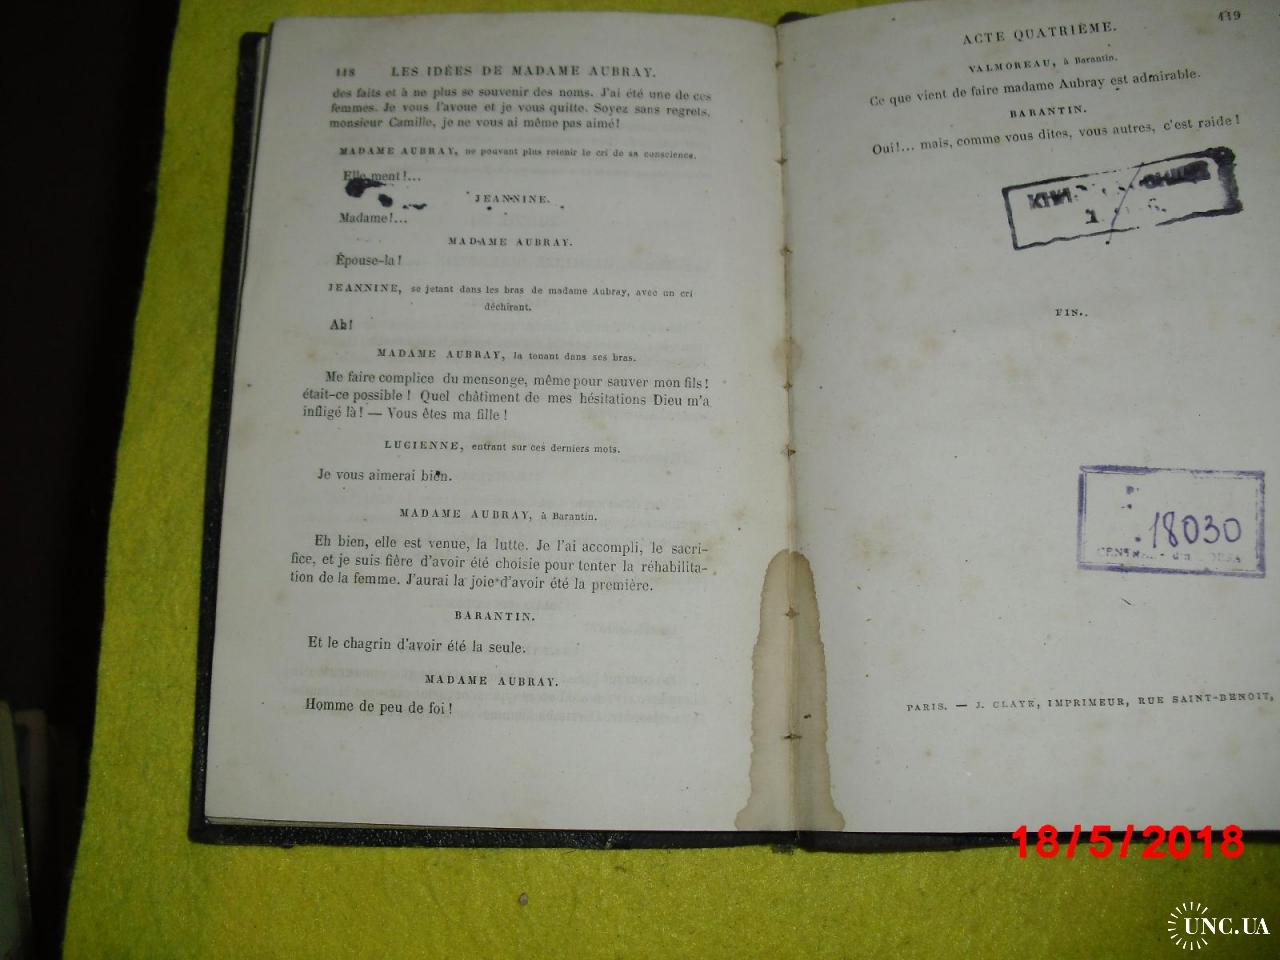 118 LES IDÉES DE MADAME AUBRAY.
des faits et à ne plus se souvenir des noms. J'ai été une de ces
femmes. Je vous l'avoue et je vous quitte. Soyez sans regrets,
monsieur Camille, je ne vous ai même pas aimé!
MADAME AUBRAY, ne pouvant plus retenir le cri de sa conscience.
Elle ment!...
JEANNINE.
Madame!...
MADAME AUBRAY.
Épouse-la!
JEANNINE, se jetant dans les bras de madame Aubray, avec un cri
déchirant.
Ah!
MADAME AUBRAY, la tenant dans ses bras.
Me faire complice du mensonge, même pour sauver mon fils!
était-ce possible! Quel châtiment de mes hésitations Dieu m'a
infligé là! — Vous êtes ma fille!
LUCIENNE, entrant sur ces derniers mots.
Je vous aimerai bien.
MADAME AUBRAY, à Barantin.
Eh bien, elle est venue, la lutte. Je l'ai accompli, le sacri-
fice, et je suis fière d'avoir été choisie pour tenter la réhabilita-
tion de la femme. J'aurai la joie d'avoir été la première.
BARANTIN.
Et le chagrin d'avoir été la seule.
MADAME AUBRAY.
Homme de peu de foi!
ACTE QUATRIÈME. 119
VALMOREAU, à Barantin.
Ce que vient de faire madame Aubray est admirable.
BARANTIN.
Oui!... mais, comme vous dites, vous autres, c'est raide!
FIN.
18030
PARIS. — J. CLAYE, IMPRIMEUR, RUE SAINT-BENOIT,
18/5/2018
UNC.UA